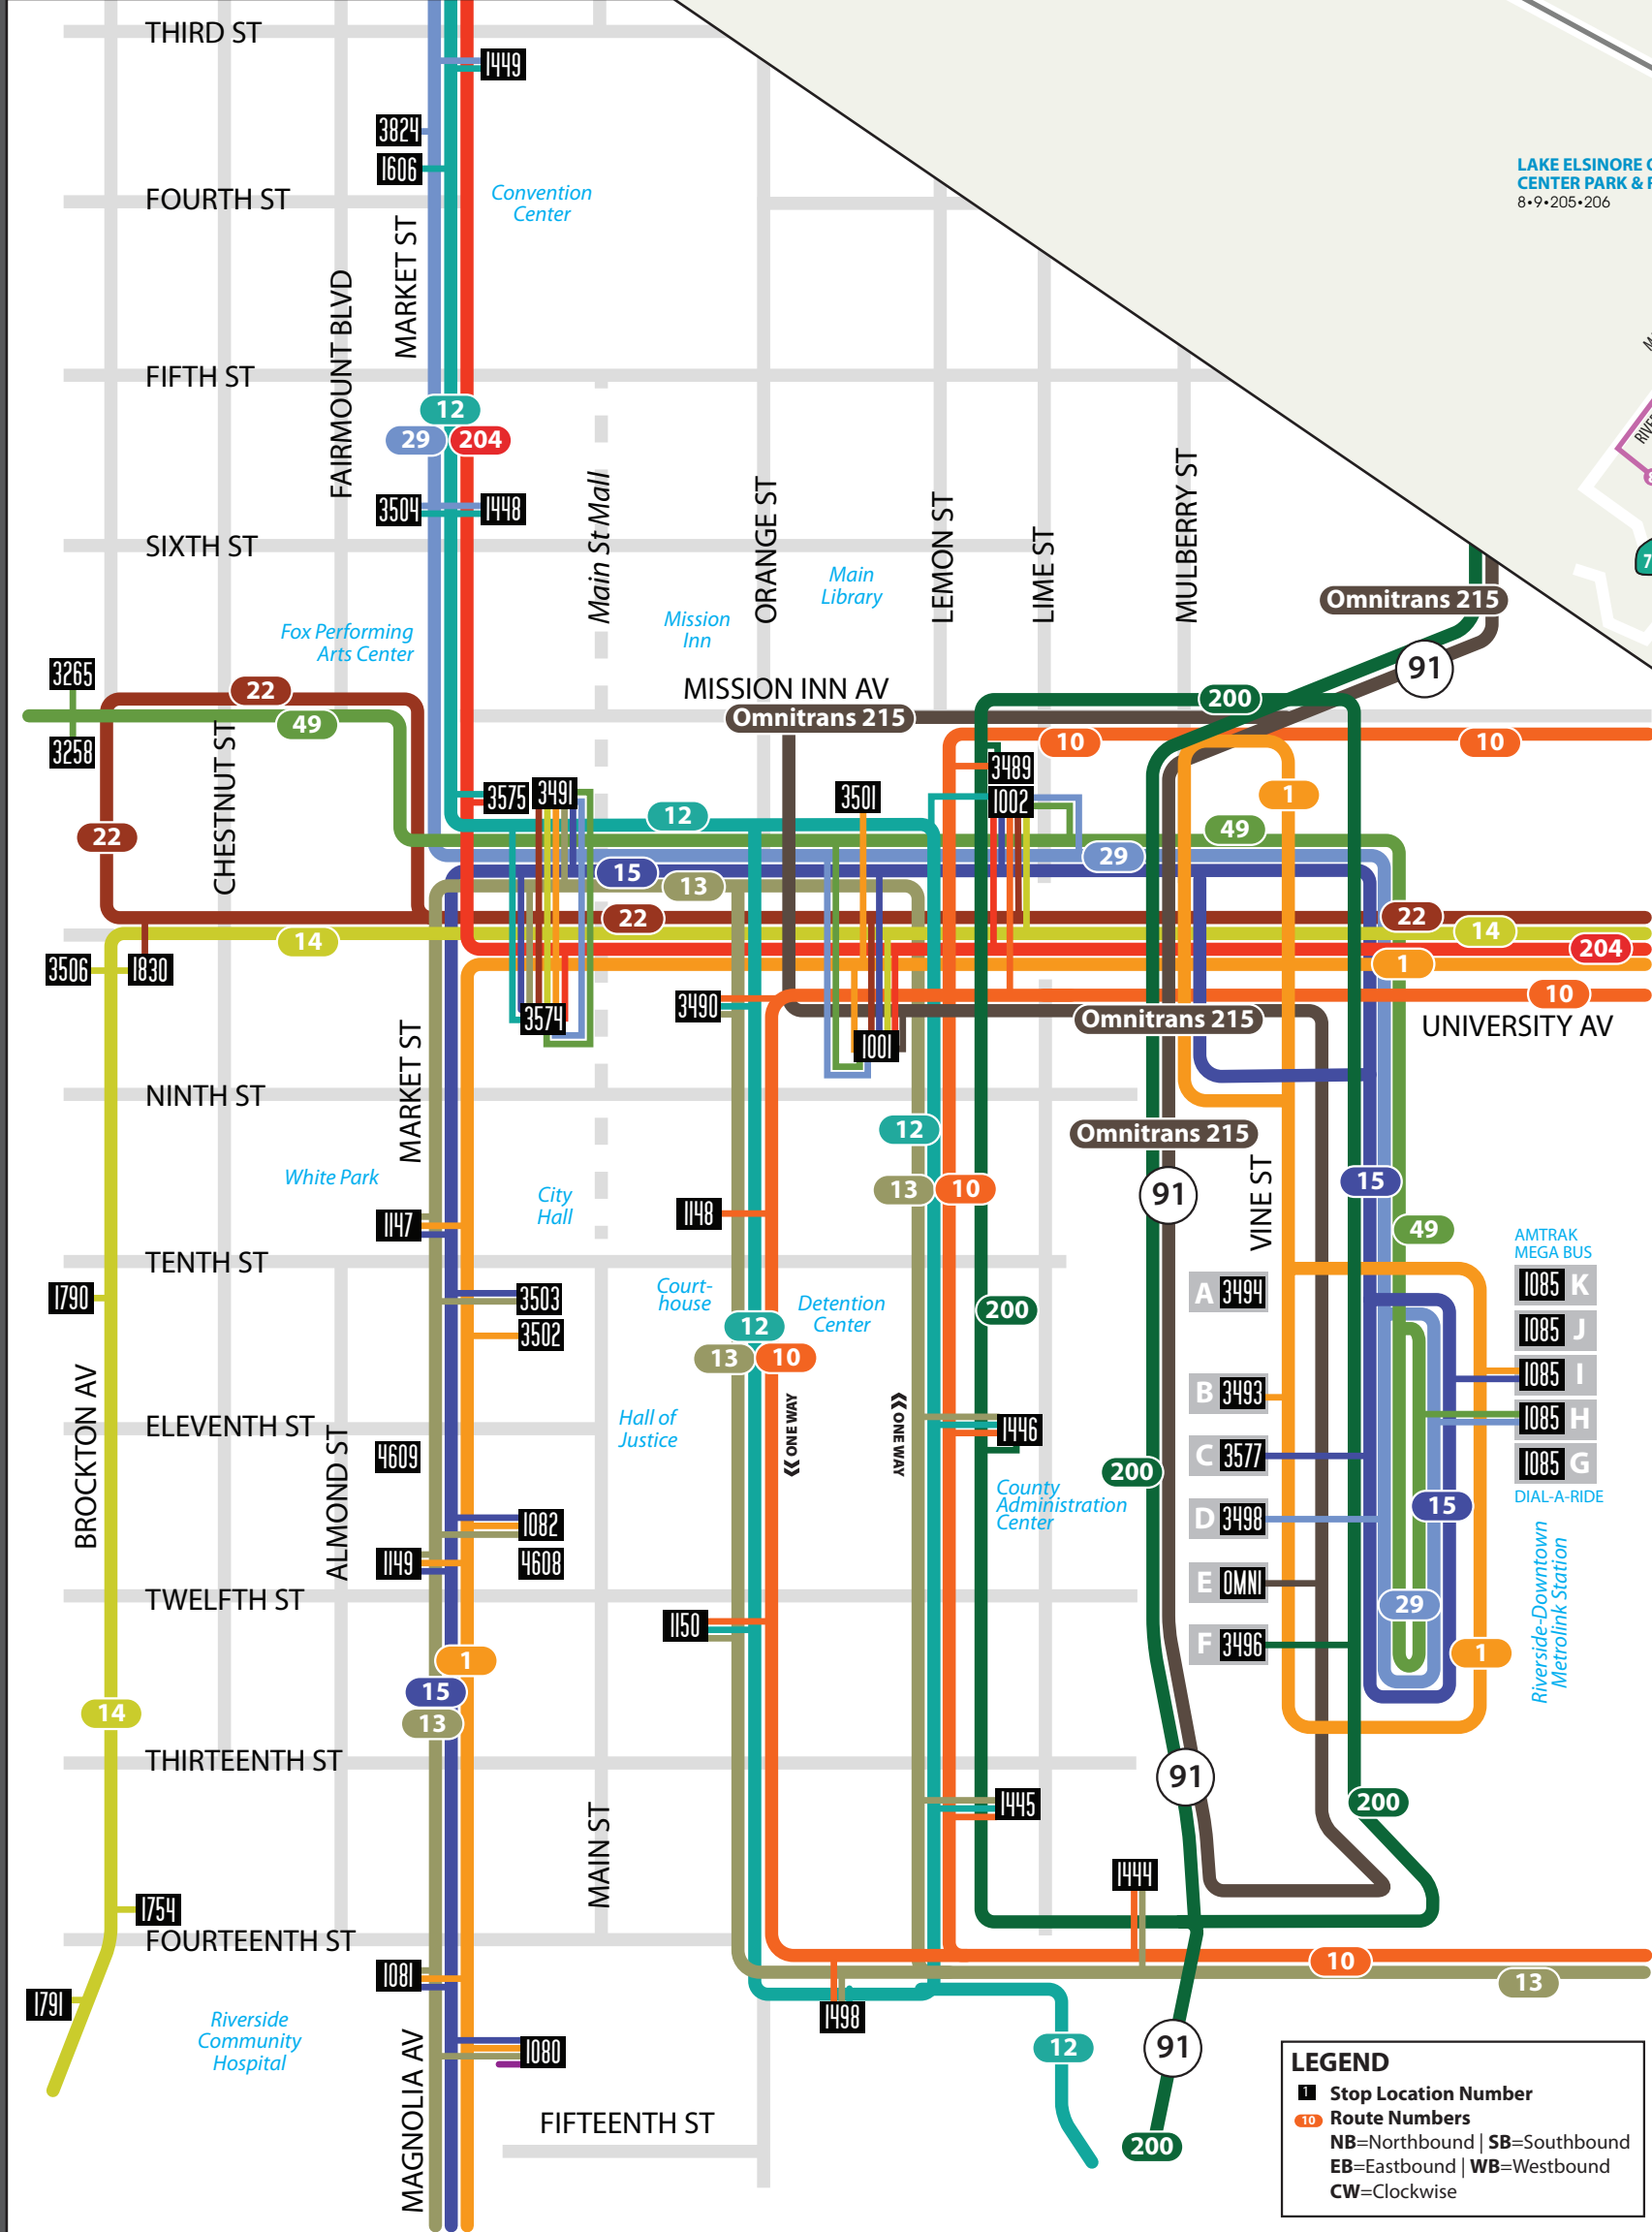 THIRD ST
1449
3824
1606
FOURTH ST
Convention
Center
LAKE ELSINORE
CENTER PARK &
8•9•205•206
MARKET ST
FAIRMOUNT BLVD
FIFTH ST
12
29
204
3504
1448
SIXTH ST
Main St Mall
ORANGE ST
LEMON ST
LIME ST
MULBERRY ST
Main
Library
Mission
Inn
Omnitrans 215
Fox Performing
Arts Center
91
3265
22
49
3258
MISSION INN AV
Omnitrans 215
200
10
10
CHESTNUT ST
3575
3491
3501
3489
1002
1
22
12
49
29
15
13
22
22
14
14
204
1
10
3506
1830
3574
3490
1001
Omnitrans 215
UNIVERSITY AV
MARKET ST
NINTH ST
12
Omnitrans 215
White Park
City
Hall
13
10
91
VINE ST
15
1147
1148
49
AMTRAK
MEGA BUS
TENTH ST
1790
3503
3502
Court-
house
Detention
Center
12
13
10
200
A 3494
1085 K
1085 J
B 3493
1085 I
BROCKTON AV
ELEVENTH ST
ALMOND ST
Hall of
Justice
ONE WAY
ONE WAY
1446
1085 H
4609
C 3577
1085 G
200
County
Administration
Center
DIAL-A-RIDE
1082
D 3498
15
1149
4608
Riverside-Downtown
Metrolink Station
TWELFTH ST
E OMNI
29
1150
F 3496
1
1
15
13
14
THIRTEENTH ST
91
MAIN ST
1445
200
1444
1754
FOURTEENTH ST
10
1081
13
1791
1498
Riverside
Community
Hospital
MAGNOLIA AV
1080
12
91
FIFTEENTH ST
200
LEGEND
1 Stop Location Number
10 Route Numbers
NB=Northbound | SB=Southbound
EB=Eastbound | WB=Westbound
CW=Clockwise